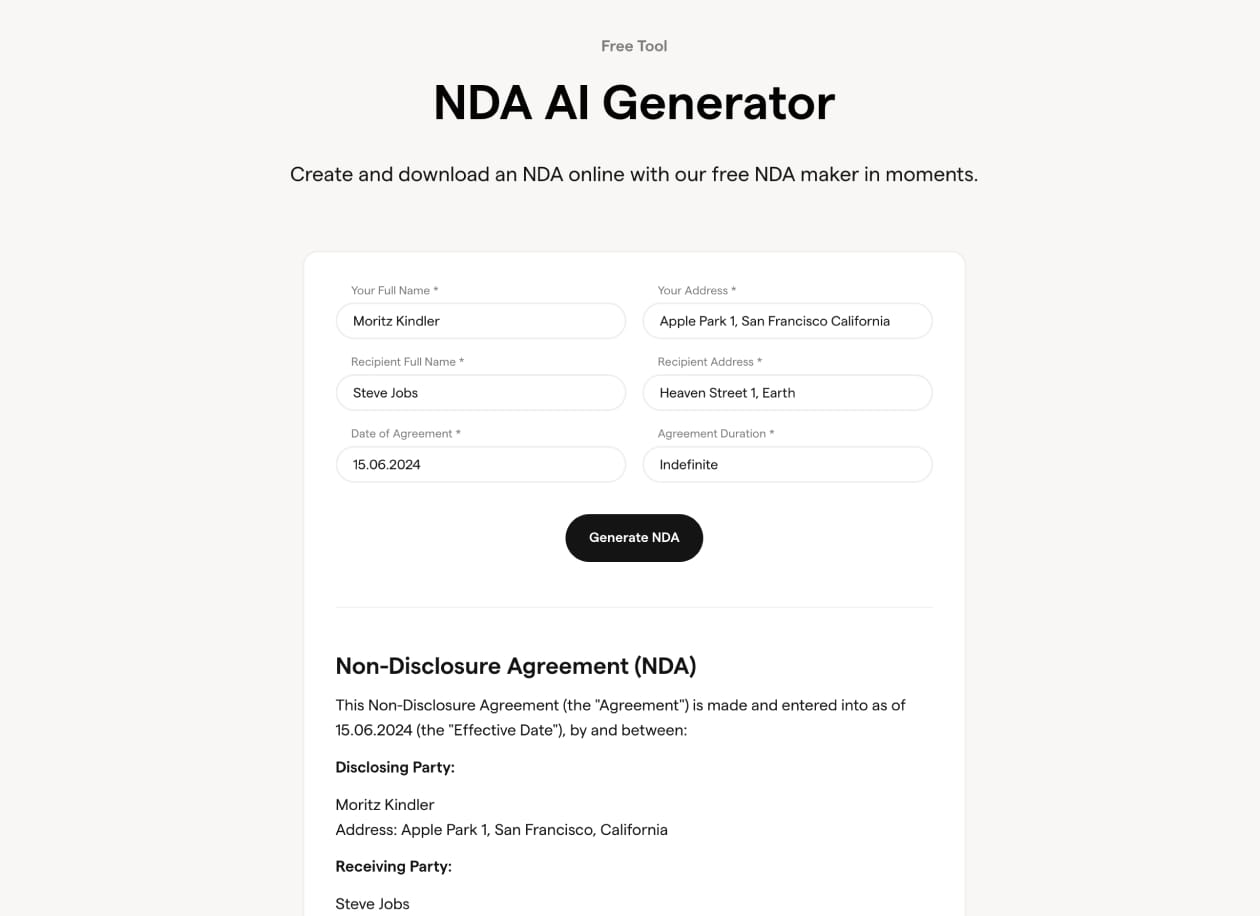 Free Tool
NDA AI Generator
Create and download an NDA online with our free NDA maker in moments.
Your Full Name *
Your Address *
Moritz Kindler
Apple Park 1, San Francisco California
Recipient Full Name *
Recipient Address *
Steve Jobs
Heaven Street 1, Earth
Date of Agreement *
Agreement Duration *
15.06.2024
Indefinite
Generate NDA
Non-Disclosure Agreement (NDA)
This Non-Disclosure Agreement (the "Agreement") is made and entered into as of
15.06.2024 (the "Effective Date"), by and between:
Disclosing Party:
Moritz Kindler
Address: Apple Park 1, San Francisco, California
Receiving Party:
Steve Jobs